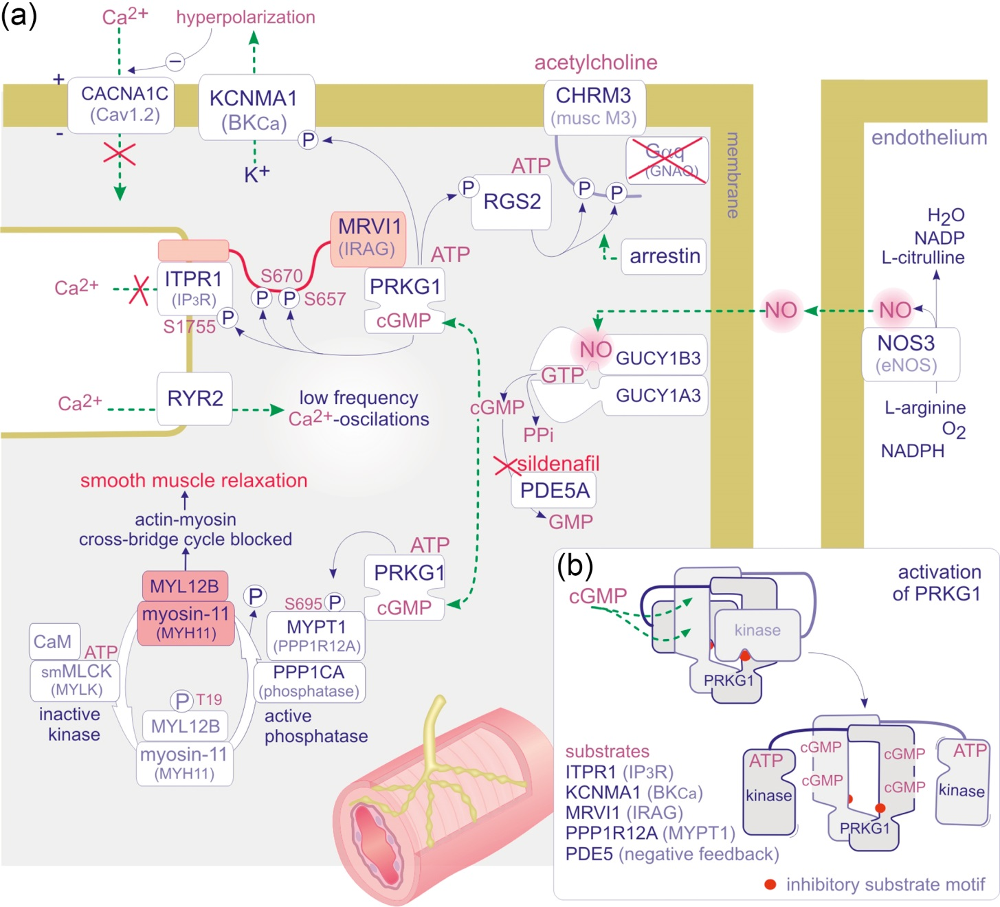 (a)
Ca2+
hyperpolarization
−
+
-
CACNA1C
(Cav1.2)
KCNMA1
(BKCa)
P
K+
acetylcholine
CHRM3
(musc M3)
Gαq
(GNAQ)
membrane
endothelium
ATP
P
RGS2
P
P
arrestin
MRVI1
(IRAG)
ATP
PRKG1
cGMP
S670
P
P
S657
Ca2+
ITPR1
(IP3R)
S1755
P
Ca2+
RYR2
low frequency
Ca2+-oscilations
H2O
NADP
L-citrulline
NO
NO
NOS3
(eNOS)
L-arginine
O2
NADPH
NO
GUCY1B3
GTP
GUCY1A3
cGMP
PPi
sildenafil
PDE5A
GMP
smooth muscle relaxation
actin-myosin
cross-bridge cycle blocked
MYL12B
myosin-11
(MYH11)
P
ATP
PRKG1
cGMP
S695
P
MYPT1
(PPP1R12A)
PPP1CA
(phosphatase)
active
phosphatase
CaM
ATP
smMLCK
(MYLK)
inactive
kinase
P
T19
MYL12B
myosin-11
(MYH11)
(b)
activation
of PRKG1
cGMP
kinase
PRKG1
substrates
ITPR1 (IP3R)
KCNMA1 (BKCa)
MRVI1 (IRAG)
PPP1R12A (MYPT1)
PDE5 (negative feedback)
ATP
kinase
cGMP
cGMP
cGMP
cGMP
PRKG1
ATP
kinase
inhibitory substrate motif